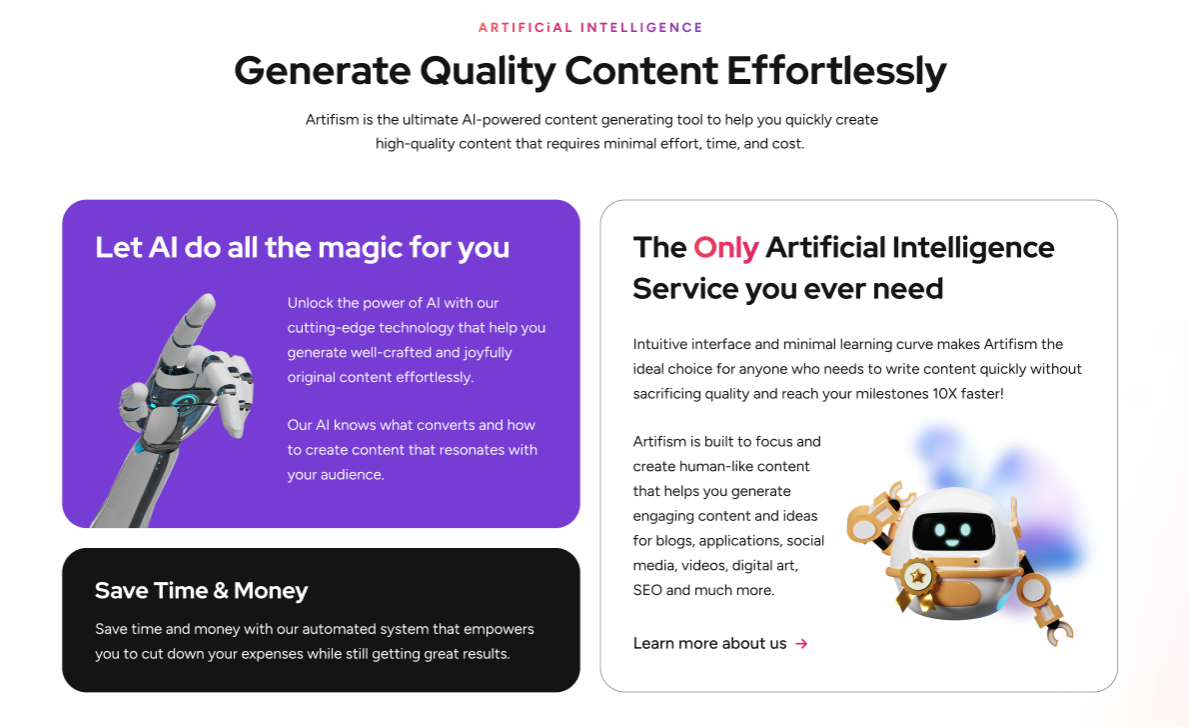 ARTIFICiAL INTELLIGENCE
Generate Quality Content Effortlessly
Artifism is the ultimate AI-powered content generating tool to help you quickly create
high-quality content that requires minimal effort, time, and cost.
Let AI do all the magic for you
Unlock the power of AI with our
cutting-edge technology that help you
generate well-crafted and joyfully
original content effortlessly.
Our AI knows what converts and how
to create content that resonates with
your audience.
Save Time & Money
Save time and money with our automated system that empowers
you to cut down your expenses while still getting great results.
The Only Artificial Intelligence
Service you ever need
Intuitive interface and minimal learning curve makes Artifism the
ideal choice for anyone who needs to write content quickly without
sacrificing quality and reach your milestones 10X faster!
Artifism is built to focus and
create human-like content
that helps you generate
engaging content and ideas
for blogs, applications, social
media, videos, digital art,
SEO and much more.
Learn more about us →